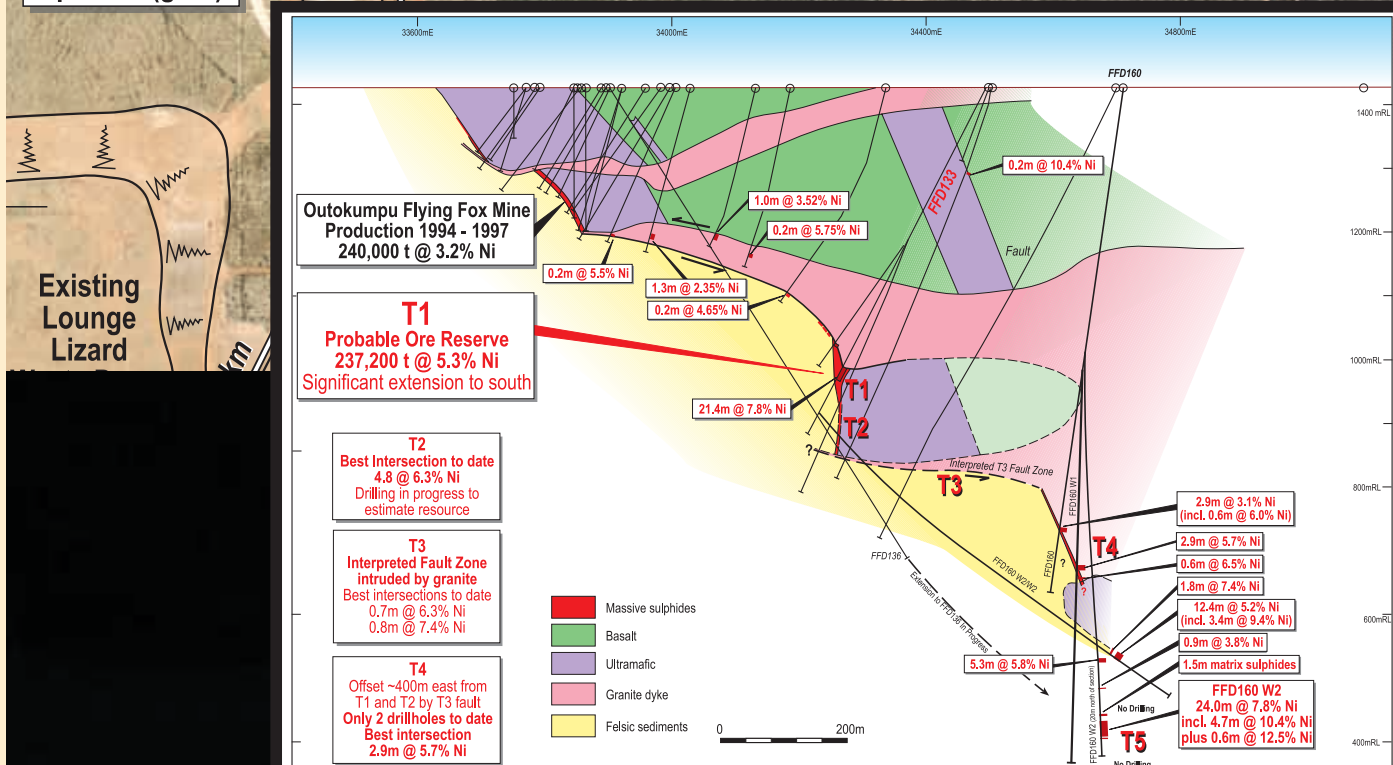 33600mE
34000mE
34400mE
34800mE
FFD160
1400 mRL
0.2m @ 10.4% Ni
FFD133
Outokumpu Flying Fox Mine
Production 1994 - 1997
240,000 t @ 3.2% Ni
1.0m @ 3.52% Ni
0.2m @ 5.75% Ni
1200mRL
Fault
0.2m @ 5.5% Ni
1.3m @ 2.35% Ni
0.2m @ 4.65% Ni
Existing
Lounge
Lizard
km
T1
Probable Ore Reserve
237,200 t @ 5.3% Ni
Significant extension to south
1000mRL
T1
21.4m @ 7.8% Ni
T2
T2
Best Intersection to date
4.8 @ 6.3% Ni
Drilling in progress to
estimate resource
?
Interpreted T3 Fault Zone
T3
800mRL
FFD160 W1
2.9m @ 3.1% Ni
(incl. 0.6m @ 6.0% Ni)
T3
Interpreted Fault Zone
intruded by granite
Best intersections to date
0.7m @ 6.3% Ni
0.8m @ 7.4% Ni
FFD136
FFD160 W2/W2
FFD160
?
T4
?
2.9m @ 5.7% Ni
0.6m @ 6.5% Ni
1.8m @ 7.4% Ni
12.4m @ 5.2% Ni
(incl. 3.4m @ 9.4% Ni)
600mRL
Extension to FFD136 in Progress
Massive sulphides
Basalt
Ultramafic
Granite dyke
Felsic sediments
0.9m @ 3.8% Ni
5.3m @ 5.8% Ni
1.5m matrix sulphides
T4
Offset ~400m east from
T1 and T2 by T3 fault
Only 2 drillholes to date
Best intersection
2.9m @ 5.7% Ni
0 200m
FFD160 W2 (20m north of section)
No Drilling
FFD160 W2
24.0m @ 7.8% Ni
incl. 4.7m @ 10.4% Ni
plus 0.6m @ 12.5% Ni
T5
400mRL
No Drilling